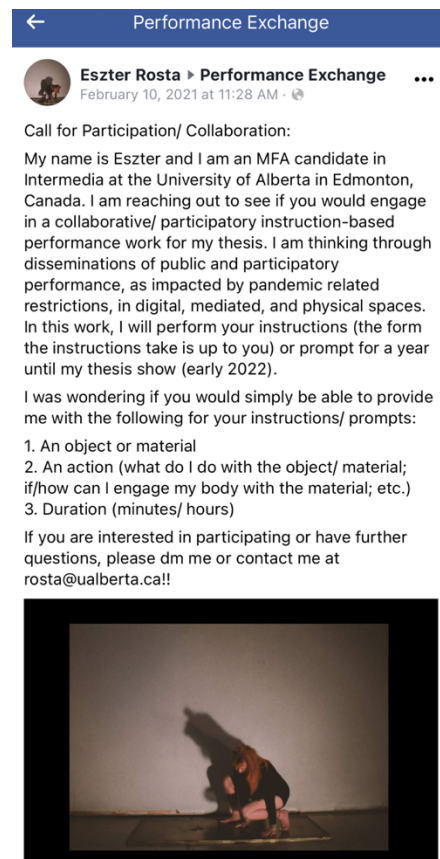 Performance Exchange
Eszter Rosta ▸ Performance Exchange
February 10, 2021 at 11:28 AM ·
Call for Participation/ Collaboration:
My name is Eszter and I am an MFA candidate in
Intermedia at the University of Alberta in Edmonton,
Canada. I am reaching out to see if you would engage
in a collaborative/ participatory instruction-based
performance work for my thesis. I am thinking through
disseminations of public and participatory
performance, as impacted by pandemic related
restrictions, in digital, mediated, and physical spaces.
In this work, I will perform your instructions (the form
the instructions take is up to you) or prompt for a year
until my thesis show (early 2022).
I was wondering if you would simply be able to provide
me with the following for your instructions/ prompts:
1. An object or material
2. An action (what do I do with the object/ material;
if/how can I engage my body with the material; etc.)
3. Duration (minutes/ hours)
If you are interested in participating or have further
questions, please dm me or contact me at
rosta@ualberta.ca!!